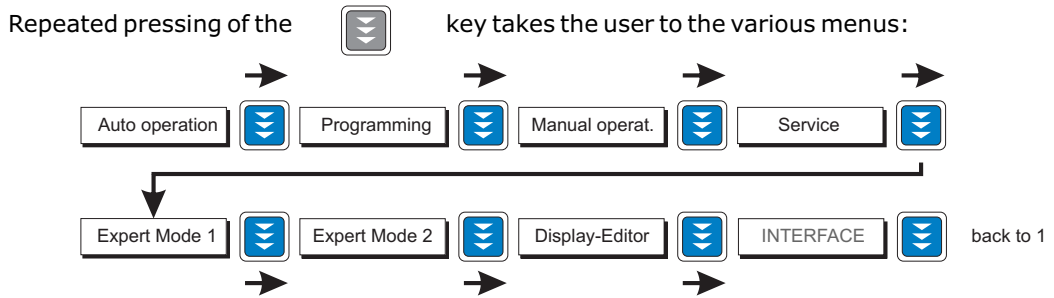 Repeated pressing of the key takes the user to the various menus:
Auto operation Programming Manual operat. Service
Expert Mode 1 Expert Mode 2 Display-Editor INTERFACE back to 1